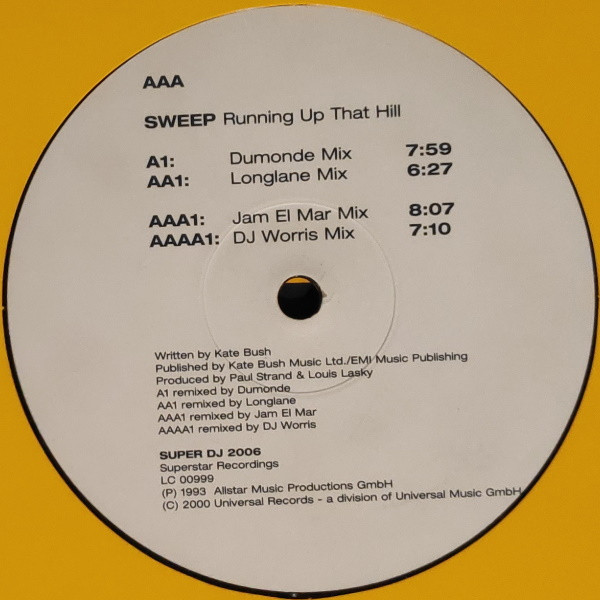 AAA
SWEEP Running Up That Hill
A1: Dumonde Mix 7:59
AA1: Longlane Mix 6:27
AAA1: Jam El Mar Mix 8:07
AAAA1: DJ Worris Mix 7:10
Written by Kate Bush
Published by Kate Bush Music Ltd./EMI Music Publishing
Produced by Paul Strand & Louis Lasky
A1 remixed by Dumonde
AA1 remixed by Longlane
AAA1 remixed by Jam El Mar
AAAA1 remixed by DJ Worris
SUPER DJ 2006
Superstar Recordings
LC 00999
(P) 1993 Allstar Music Productions GmbH
(C) 2000 Universal Records - a division of Universal Music GmbH